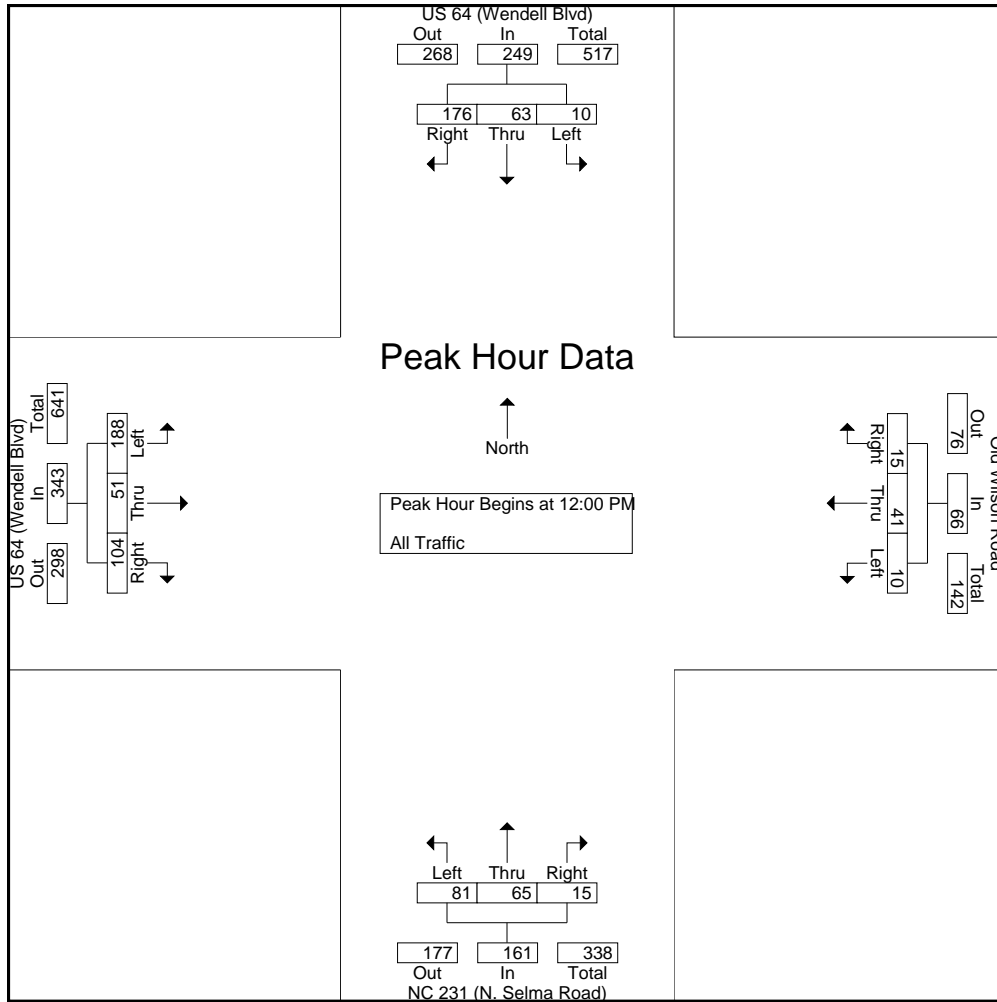 US 64 (Wendell Blvd)
Out In Total
268 249 517
176 63 10
Right Thru Left
Peak Hour Data
North
Peak Hour Begins at 12:00 PM
All Traffic
US 64 (Wendell Blvd)
Out In Total
298 343 641
104 51 188
Right Thru Left
Old Wilson Road
Out In Total
76 66 142
15 41 10
Right Thru Left
Left Thru Right
81 65 15
177 161 338
Out In Total
NC 231 (N. Selma Road)